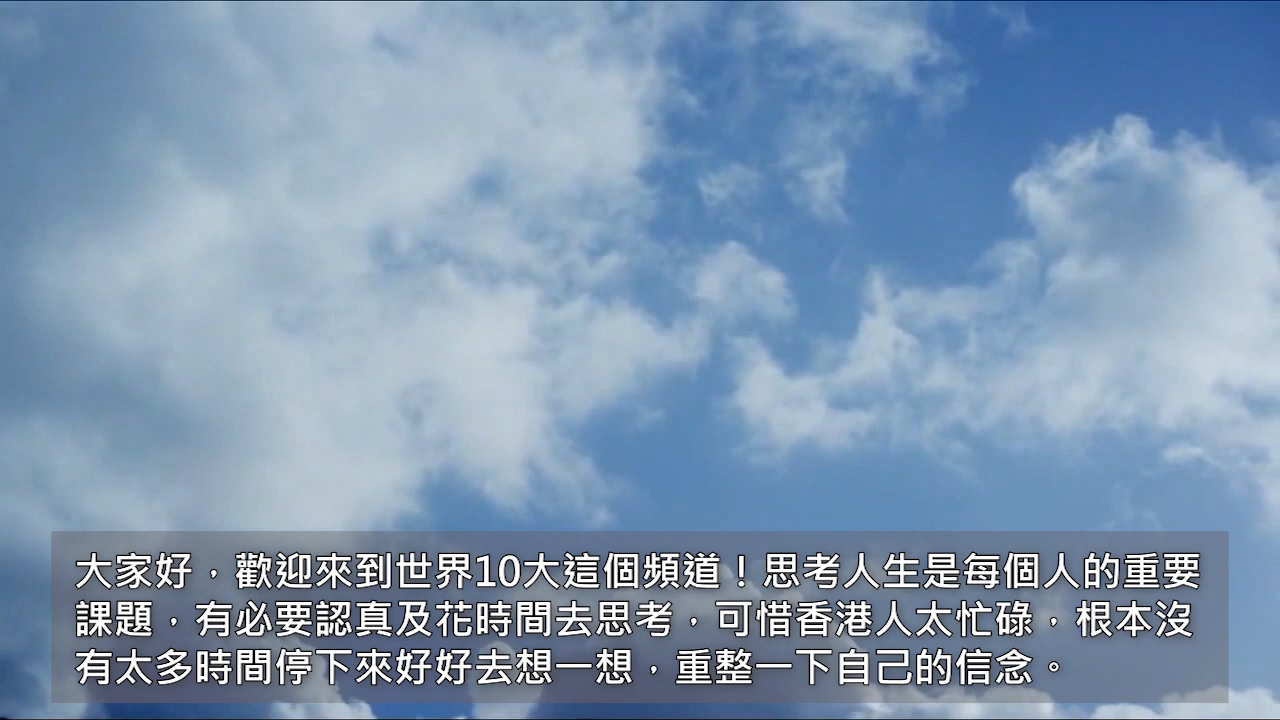 大家好，歡迎來到世界10大這個頻道！思考人生是每個人的重要
課題，有必要認真及花時間去思考，可惜香港人太忙碌，根本沒
有太多時間停下來好好去想一想，重整一下自己的信念。